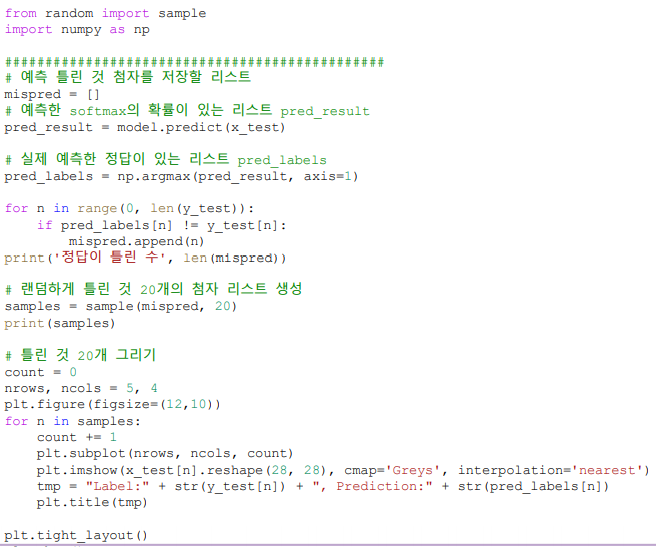 from random import sample
import numpy as np
###############################################
# 예측 틀린 것 첨자를 저장할 리스트
mispred = []
# 예측한 softmax의 확률이 있는 리스트 pred_result
pred_result = model.predict(x_test)
# 실제 예측한 정답이 있는 리스트 pred_labels
pred_labels = np.argmax(pred_result, axis=1)
for n in range(0, len(y_test)):
    if pred_labels[n] != y_test[n]:
        mispred.append(n)
print('정답이 틀린 수', len(mispred))
# 랜덤하게 틀린 것 20개의 첨자 리스트 생성
samples = sample(mispred, 20)
print(samples)
# 틀린 것 20개 그리기
count = 0
nrows, ncols = 5, 4
plt.figure(figsize=(12,10))
for n in samples:
    count += 1
    plt.subplot(nrows, ncols, count)
    plt.imshow(x_test[n].reshape(28, 28), cmap='Greys', interpolation='nearest')
    tmp = "Label:" + str(y_test[n]) + ", Prediction:" + str(pred_labels[n])
    plt.title(tmp)
plt.tight_layout()